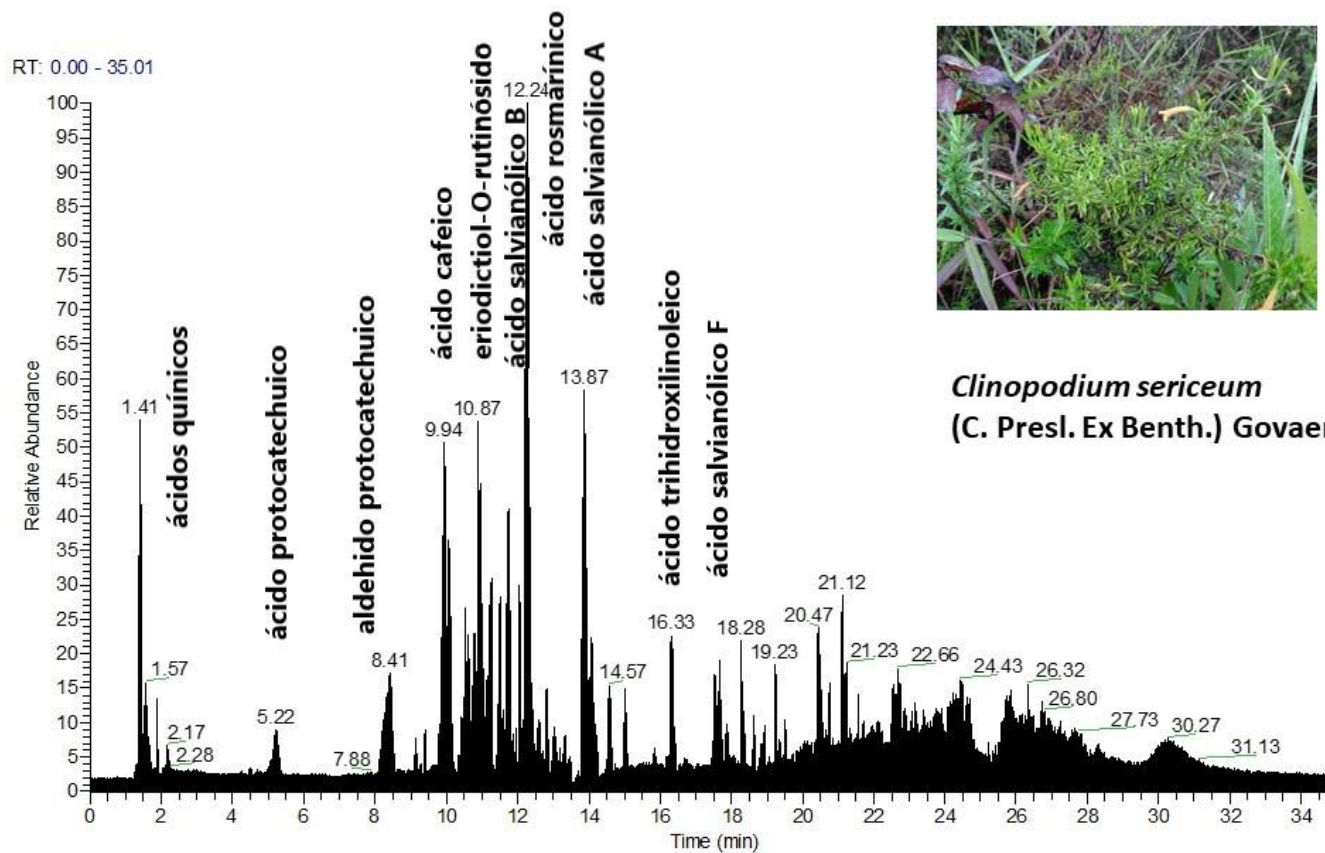 RT: 0.00 - 35.01
Relative Abundance
100
95
90
85
80
75
70
65
60
55
50
45
40
35
30
25
20
15
10
5
0
1.41
1.57
2.17
2.28
5.22
7.88
8.41
9.94
10.87
12.24
13.87
14.57
16.33
18.28
19.23
20.47
21.12
21.23
22.66
24.43
26.32
26.80
27.73
30.27
31.13
ácidos químicos
ácido protocatechuico
aldehido protocatechuico
ácido cafeico
eriodictiol-O-rutinósido
ácido salvianólico B
ácido rosmarínico
ácido salvianólico A
ácido trihidroxilinoleico
ácido salvianólico F
0 2 4 6 8 10 12 14 16 18 20 22 24 26 28 30 32 34
Time (min)
Clinopodium sericeum
(C. Presl. Ex Benth.) Govaer